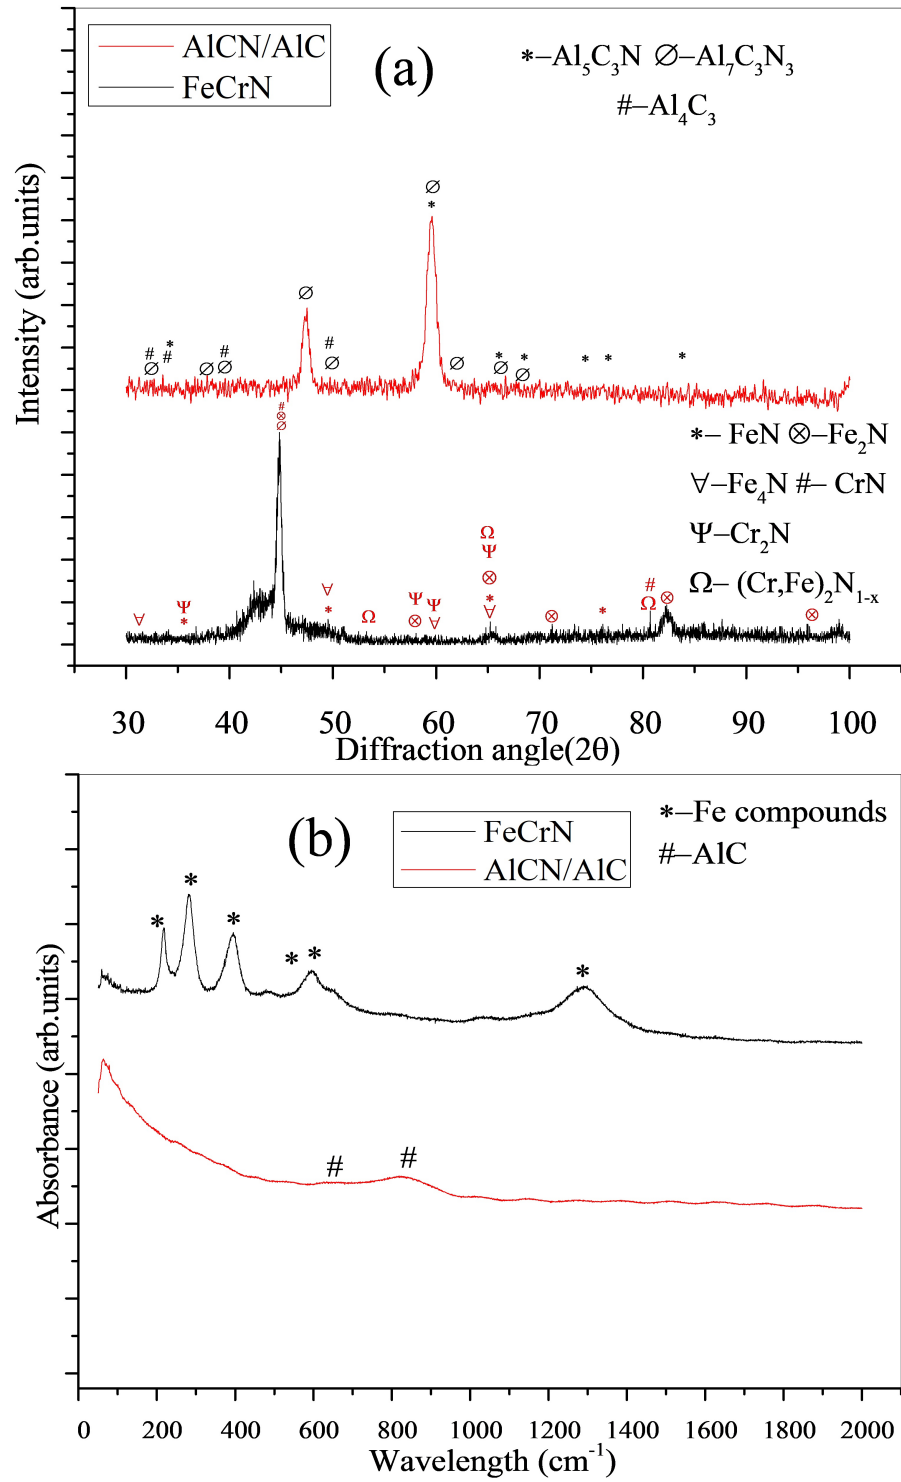 AlCN/AlC
FeCrN
(a)
*–Al₅C₃N ∅–Al₇C₃N₃
#–Al₄C₃
Intensity (arb.units)
*– FeN ⊗–Fe₂N
∀–Fe₄N #– CrN
Ψ–Cr₂N
Ω– (Cr,Fe)₂N₁₋ₓ
30 40 50 60 70 80 90 100
Diffraction angle(2θ)
FeCrN
AlCN/AlC
(b)
*–Fe compounds
#–AlC
Absorbance (arb.units)
0 200 400 600 800 1000 1200 1400 1600 1800 2000
Wavelength (cm⁻¹)